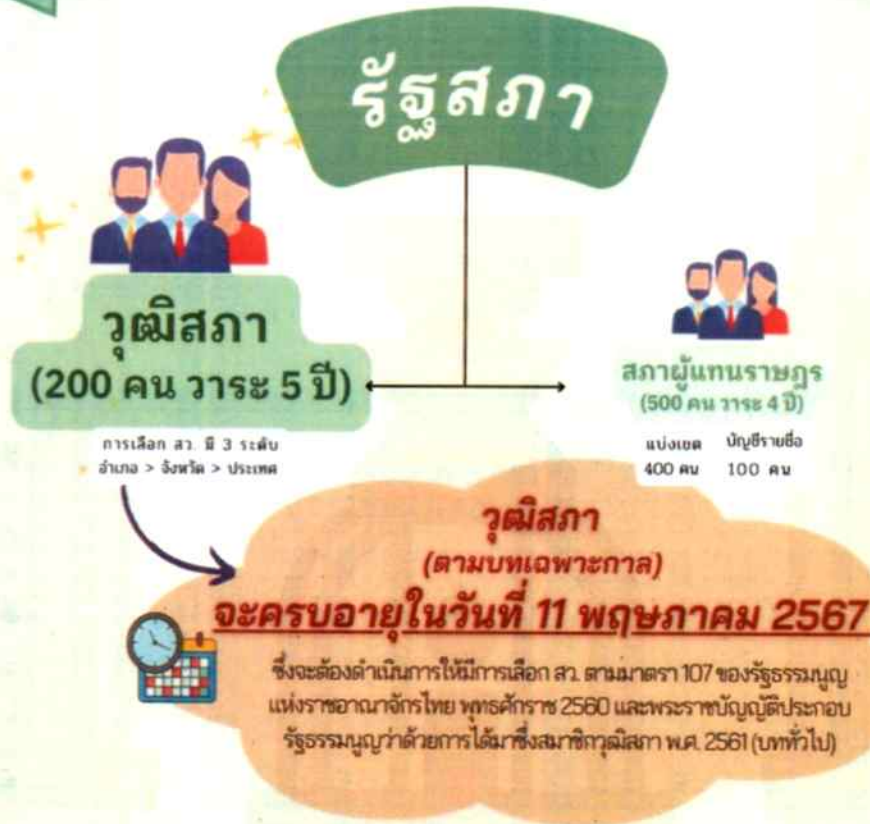 รัฐสภา
วุฒิสภา
(200 คน วาระ 5 ปี)
การเลือก สว. มี 3 ระดับ
อำเภอ > จังหวัด > ประเทศ
สภาผู้แทนราษฎร
(500 คน วาระ 4 ปี)
แบ่งเขต บัญชีรายชื่อ
400 คน 100 คน
วุฒิสภา
(ตามบทเฉพาะกาล)
จะครบอายุในวันที่ 11 พฤษภาคม 2567
ซึ่งจะต้องดำเนินการให้มีการเลือก สว. ตามมาตรา 107 ของรัฐธรรมนูญ
แห่งราชอาณาจักรไทย พุทธศักราช 2560 และพระราชบัญญัติประกอบ
รัฐธรรมนูญว่าด้วยการได้มาซึ่งสมาชิกวุฒิสภา พ.ศ. 2561 (บททั่วไป)